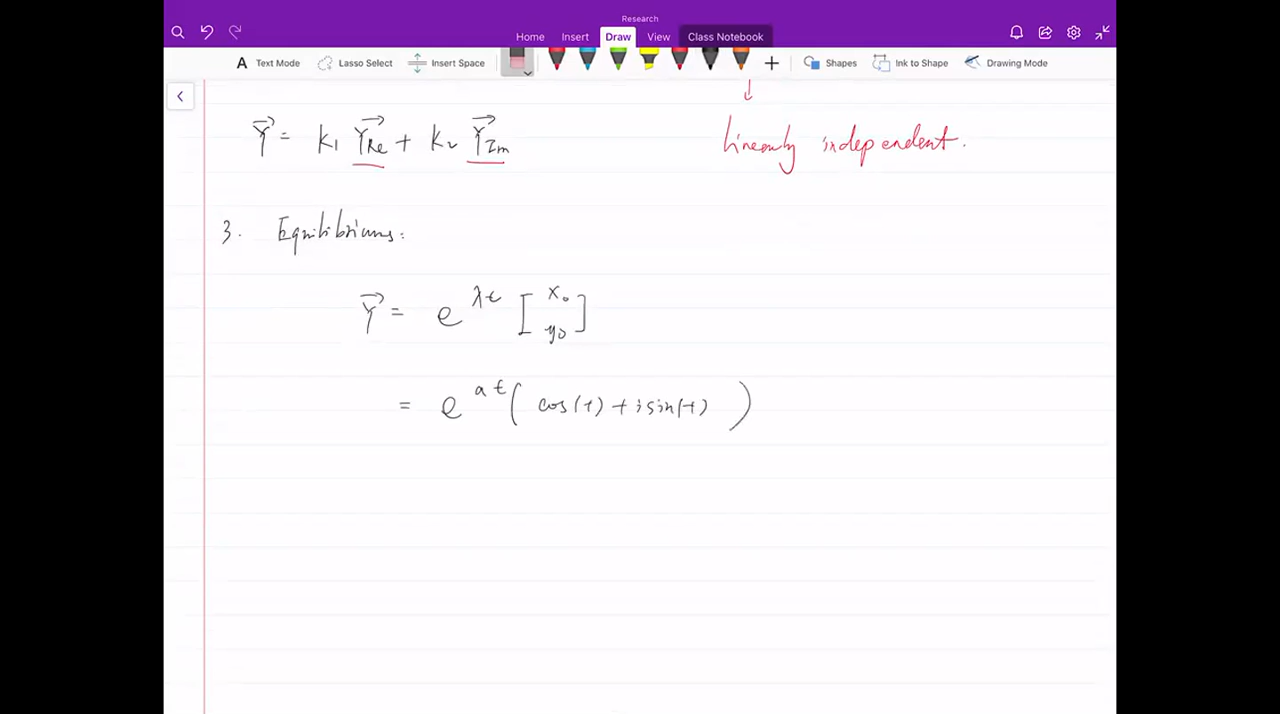 Research
Home Insert Draw View Class Notebook
A Text Mode Lasso Select Insert Space Shapes Ink to Shape Drawing Mode
Y⃗ = k₁ Y⃗Re + k₂ Y⃗Im
↓
linearly independent.
3. Equilibriums:
Y⃗ = e^λt [x₀ y₀]
= e^at (cos(t) + i sin(t) )